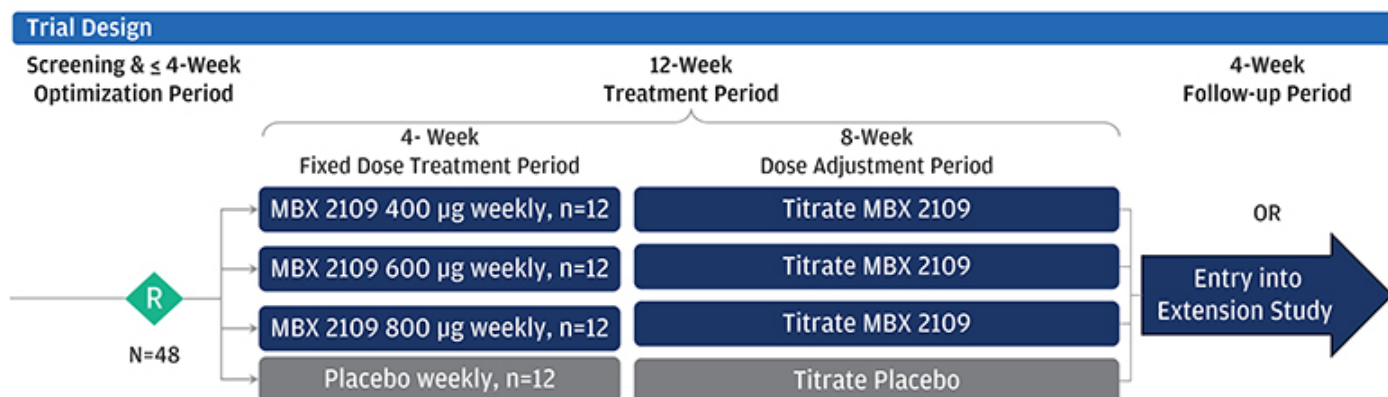 Trial Design
Screening & ≤ 4-Week
Optimization Period
12-Week
Treatment Period
4-Week
Follow-up Period
4- Week
Fixed Dose Treatment Period
8-Week
Dose Adjustment Period
MBX 2109 400 µg weekly, n=12
Titrate MBX 2109
MBX 2109 600 µg weekly, n=12
Titrate MBX 2109
MBX 2109 800 µg weekly, n=12
Titrate MBX 2109
Placebo weekly, n=12
Titrate Placebo
R
N=48
OR
Entry into
Extension Study